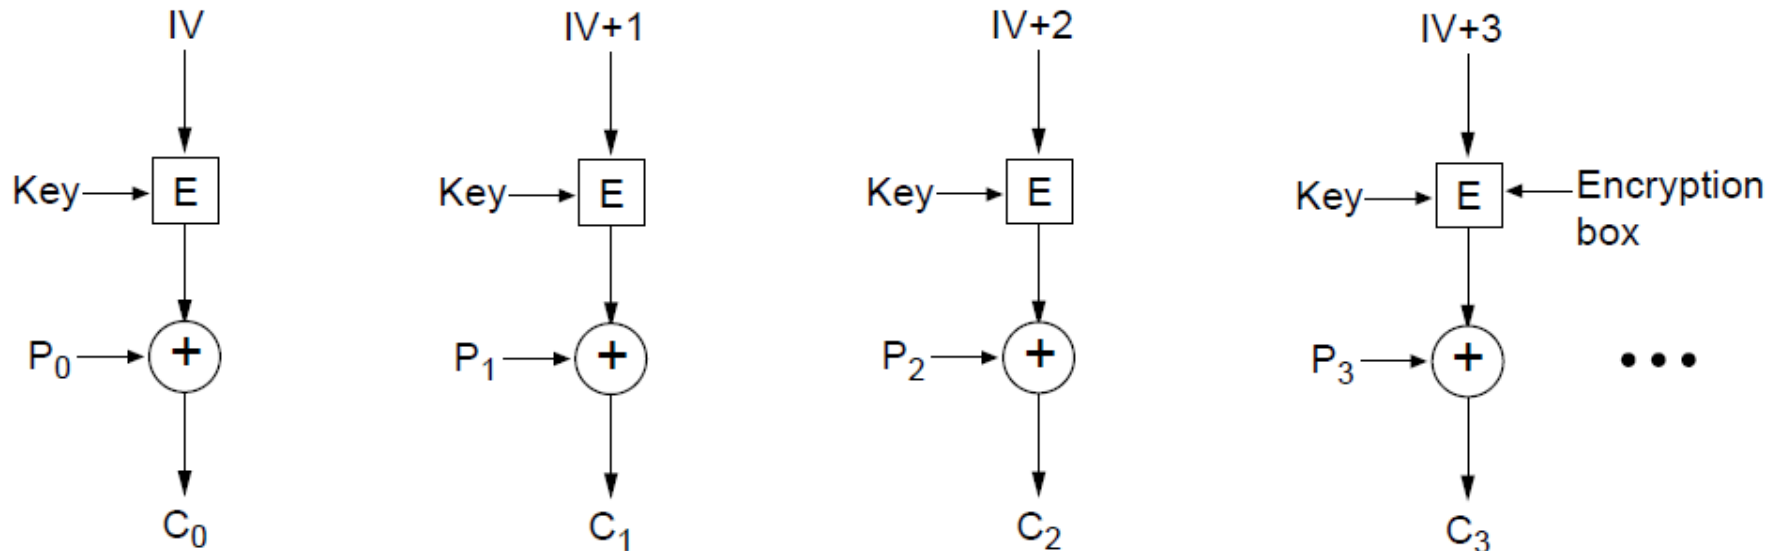 IV IV+1 IV+2 IV+3
Key E Key E Key E Key E Encryption
box
P₀ + P₁ + P₂ + P₃ + •••
C₀ C₁ C₂ C₃